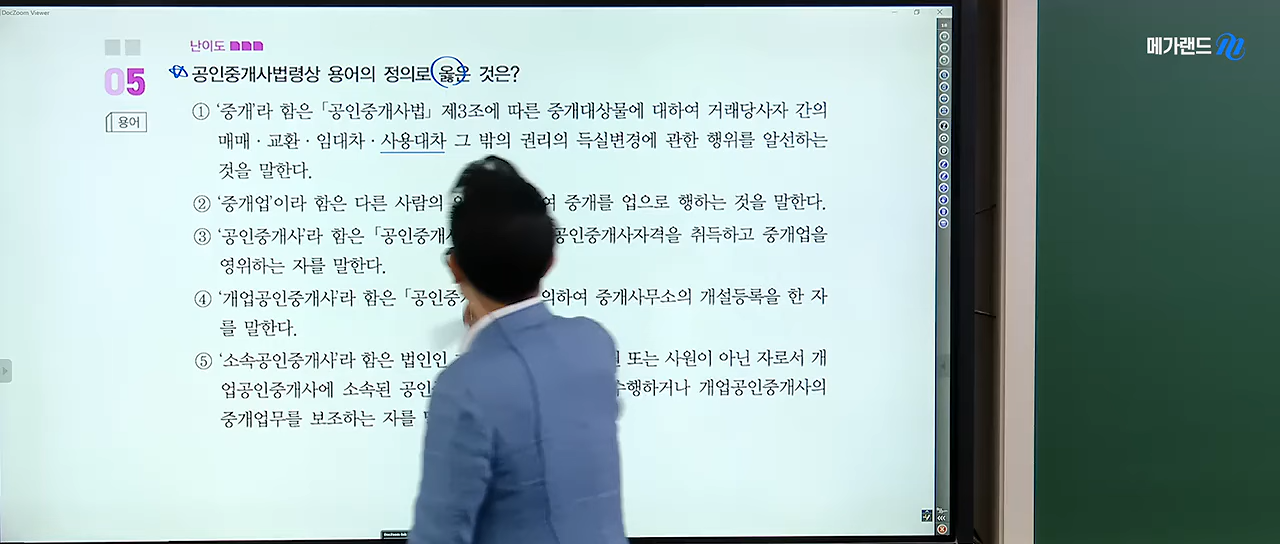 DocZoom Viewer
메가랜드
난이도
05 공인중개사법령상 용어의 정의로 옳은 것은?
용어
① '중개'라 함은 「공인중개사법」 제3조에 따른 중개대상물에 대하여 거래당사자 간의
매매 · 교환 · 임대차 · 사용대차 그 밖의 권리의 득실변경에 관한 행위를 알선하는
것을 말한다.
② '중개업'이라 함은 다른 사람의 여 중개를 업으로 행하는 것을 말한다.
③ '공인중개사'라 함은 「공인중개사 공인중개사자격을 취득하고 중개업을
영위하는 자를 말한다.
④ '개업공인중개사'라 함은 「공인중개 의하여 중개사무소의 개설등록을 한 자
를 말한다.
⑤ '소속공인중개사'라 함은 법인인 또는 사원이 아닌 자로서 개
업공인중개사에 소속된 공인 수행하거나 개업공인중개사의
중개업무를 보조하는 자를